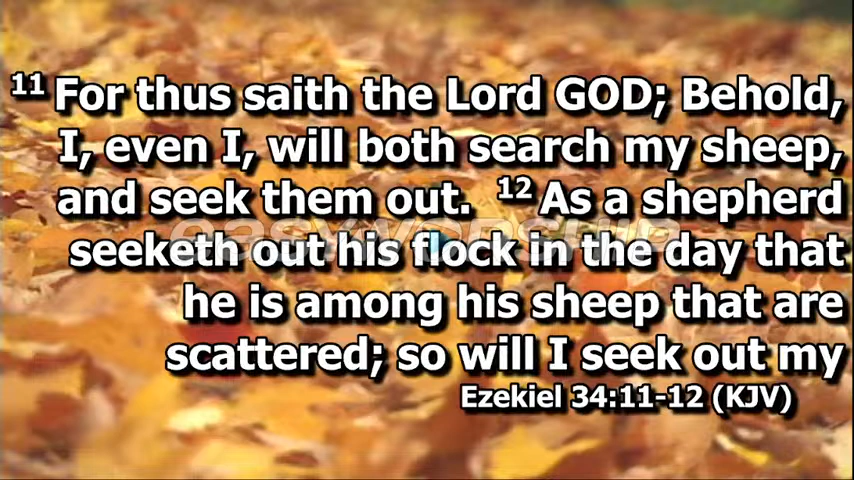 11 For thus saith the Lord GOD; Behold,
I, even I, will both search my sheep,
and seek them out. 12 As a shepherd
easyworship
seeketh out his flock in the day that
he is among his sheep that are
scattered; so will I seek out my
Ezekiel 34:11-12 (KJV)